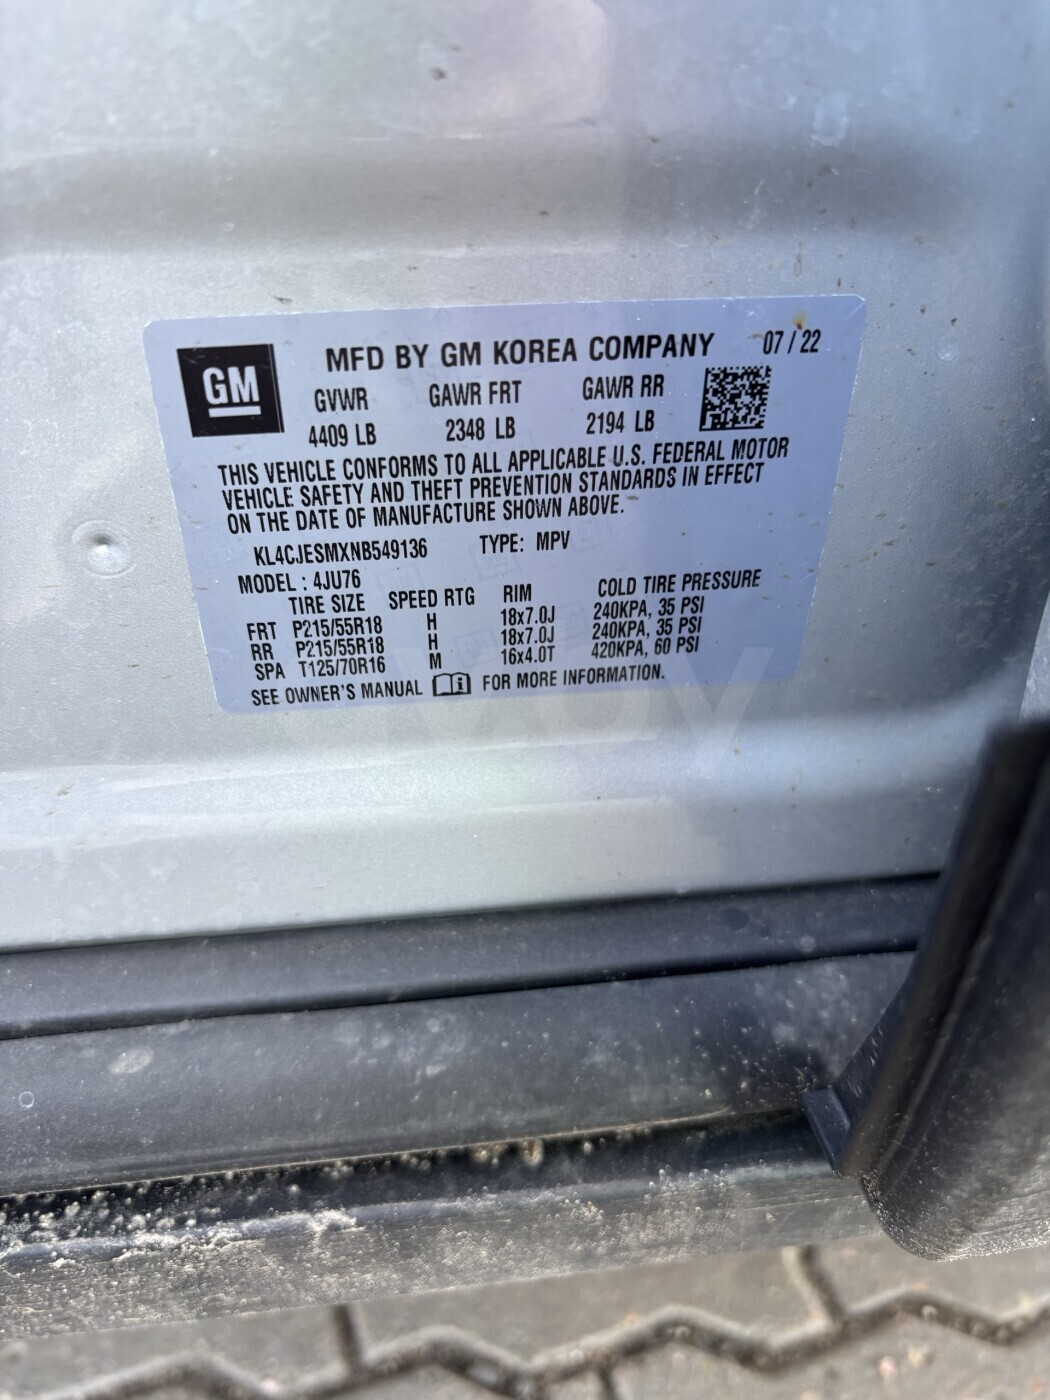 GM
MFD BY GM KOREA COMPANY 07 / 22
GVWR GAWR FRT GAWR RR
4409 LB 2348 LB 2194 LB
THIS VEHICLE CONFORMS TO ALL APPLICABLE U.S. FEDERAL MOTOR
VEHICLE SAFETY AND THEFT PREVENTION STANDARDS IN EFFECT
ON THE DATE OF MANUFACTURE SHOWN ABOVE.
KL4CJESMXNB549136 TYPE: MPV
MODEL : 4JU76
TIRE SIZE SPEED RTG RIM COLD TIRE PRESSURE
FRT P215/55R18 H 18x7.0J 240KPA, 35 PSI
RR P215/55R18 H 18x7.0J 240KPA, 35 PSI
SPA T125/70R16 M 16x4.0T 420KPA, 60 PSI
SEE OWNER'S MANUAL FOR MORE INFORMATION.